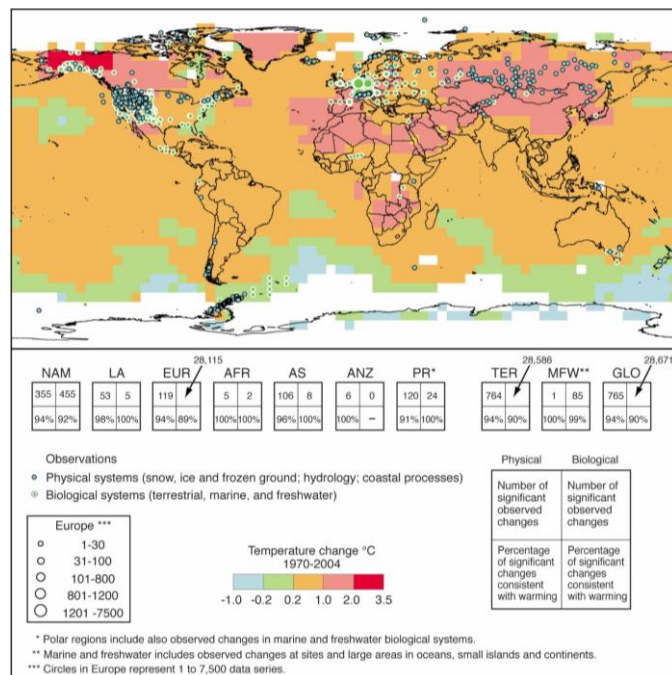 28,115
28,586
28,671
NAM
LA
EUR
AFR
AS
ANZ
PR*
TER
MFW**
GLO
355 455
53 5
119
5 2
106 8
6 0
120 24
764
1 85
765
94% 92%
98% 100%
94% 89%
100% 100%
96% 100%
100% –
91% 100%
94% 90%
100% 99%
94% 90%
Observations
Physical systems (snow, ice and frozen ground; hydrology; coastal processes)
Biological systems (terrestrial, marine, and freshwater)
Europe ***
1-30
31-100
101-800
801-1200
1201 -7500
Temperature change °C
1970-2004
-1.0 -0.2 0.2 1.0 2.0 3.5
Physical Biological
Number of
significant
observed
changes
Number of
significant
observed
changes
Percentage
of significant
changes
consistent
with warming
Percentage
of significant
changes
consistent
with warming
* Polar regions include also observed changes in marine and freshwater biological systems.
** Marine and freshwater includes observed changes at sites and large areas in oceans, small islands and continents.
*** Circles in Europe represent 1 to 7,500 data series.